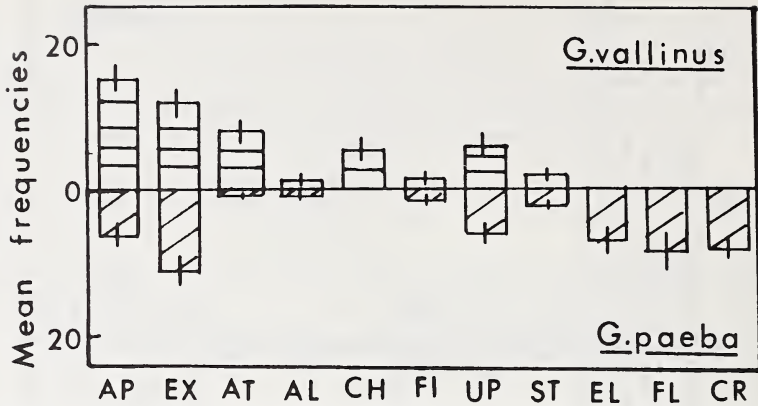 Mean frequencies
20
0
20
G.vallinus
G.paeba
AP EX AT AL CH FI UP ST EL FL CR